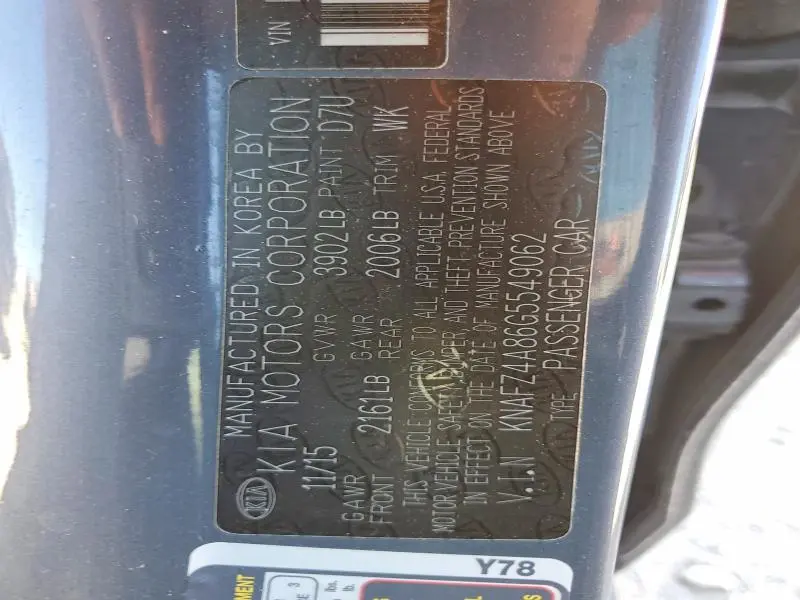 VIN
MANUFACTURED IN KOREA BY
KIA KIA MOTORS CORPORATION
11/15 GVWR 3902LB PAINT D7U
GAWR FRONT 2161LB GAWR REAR 2006LB TRIM WK
THIS VEHICLE CONFORMS TO ALL APPLICABLE U.S.A. FEDERAL
MOTOR VEHICLE SAFETY, BUMPER, AND THEFT PREVENTION STANDARDS
IN EFFECT ON THE DATE OF MANUFACTURE SHOWN ABOVE
V.I.N KNAFZ4A86G5549062
TYPE: PASSENGER CAR
Y78